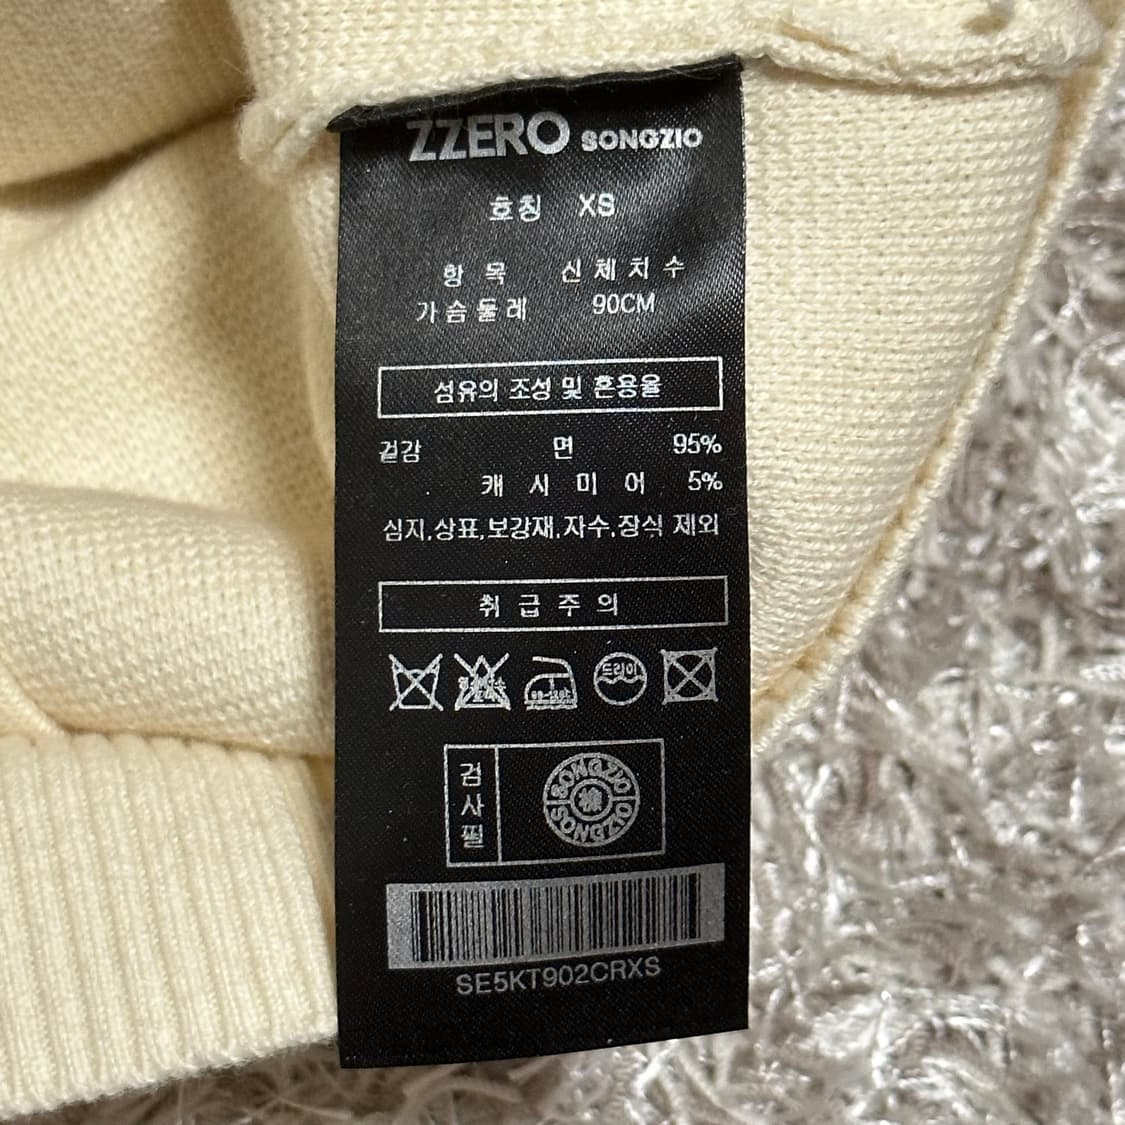 ZZERO SONGZIO
호칭 XS
항목 신체치수
가슴둘레 90CM
섬유의 조성 및 혼용율
겉감 면 95%
캐시미어 5%
심지,상표,보강재,자수,장식 제외
취급주의
드라이
검사필
SONGZIO
SONGZIO
SE5KT902CRXS